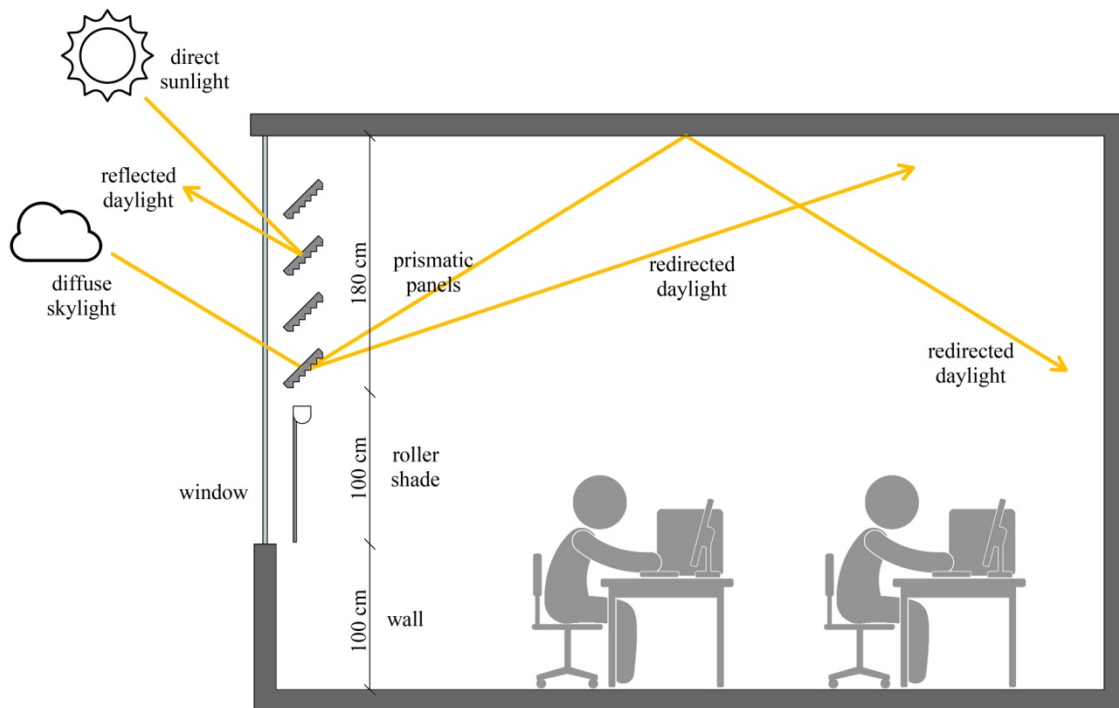 direct
sunlight
reflected
daylight
diffuse
skylight
180 cm
prismatic
panels
redirected
daylight
redirected
daylight
window
100 cm
roller
shade
100 cm
wall